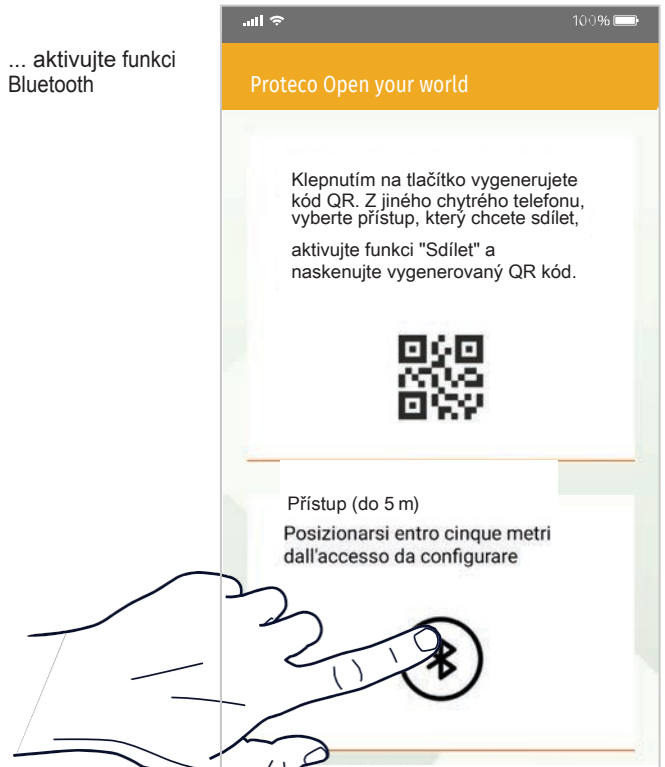 ... aktivujte funkci
Bluetooth
100%
Proteco Open your world
Klepnutím na tlačítko vygenerujete
kód QR. Z jiného chytrého telefonu,
vyberte přístup, který chcete sdílet,
aktivujte funkci "Sdílet" a
naskenujte vygenerovaný QR kód.
Přístup (do 5 m)
Posizionarsi entro cinque metri
dall'accesso da configurare